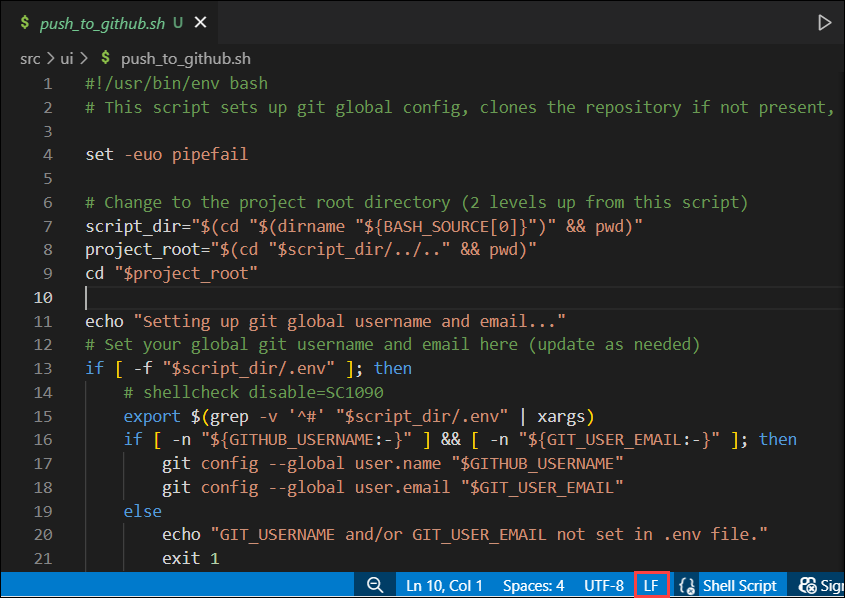 $ push_to_github.sh U ×
src > ui > $ push_to_github.sh
1 #!/usr/bin/env bash
2 # This script sets up git global config, clones the repository if not present,
3
4 set -euo pipefail
5
6 # Change to the project root directory (2 levels up from this script)
7 script_dir="$(cd "$(dirname "${BASH_SOURCE[0]}")" && pwd)"
8 project_root="$(cd "$script_dir/../.." && pwd)"
9 cd "$project_root"
10
11 echo "Setting up git global username and email..."
12 # Set your global git username and email here (update as needed)
13 if [ -f "$script_dir/.env" ]; then
14     # shellcheck disable=SC1090
15     export $(grep -v '^#' "$script_dir/.env" | xargs)
16     if [ -n "${GITHUB_USERNAME:-}" ] && [ -n "${GIT_USER_EMAIL:-}" ]; then
17         git config --global user.name "$GITHUB_USERNAME"
18         git config --global user.email "$GIT_USER_EMAIL"
19     else
20         echo "GIT_USERNAME and/or GIT_USER_EMAIL not set in .env file."
21         exit 1
Ln 10, Col 1 Spaces: 4 UTF-8 LF Shell Script Sig